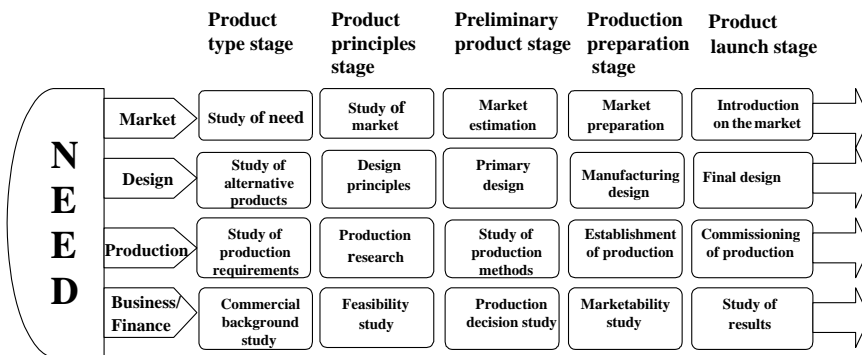 Product
type stage
Product
principles
stage
Preliminary
product stage
Production
preparation
stage
Product
launch stage
N
E
E
D
Market
Study of need
Study of
market
Market
estimation
Market
preparation
Introduction
on the market
Design
Study of
alternative
products
Design
principles
Primary
design
Manufacturing
design
Final design
Production
Study of
production
requirements
Production
research
Study of
production
methods
Establishment
of production
Commissioning
of production
Business/
Finance
Commercial
background
study
Feasibility
study
Production
decision study
Marketability
study
Study of
results